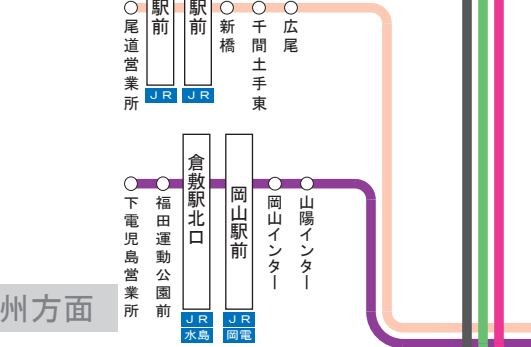 尾道営業所
駅前
JR
駅前
JR
新橋
千間土手東
広尾
下電児島営業所
福田運動公園前
倉敷駅北口
JR
水島
岡山駅前
JR
岡電
岡山インター
山陽インター
州方面